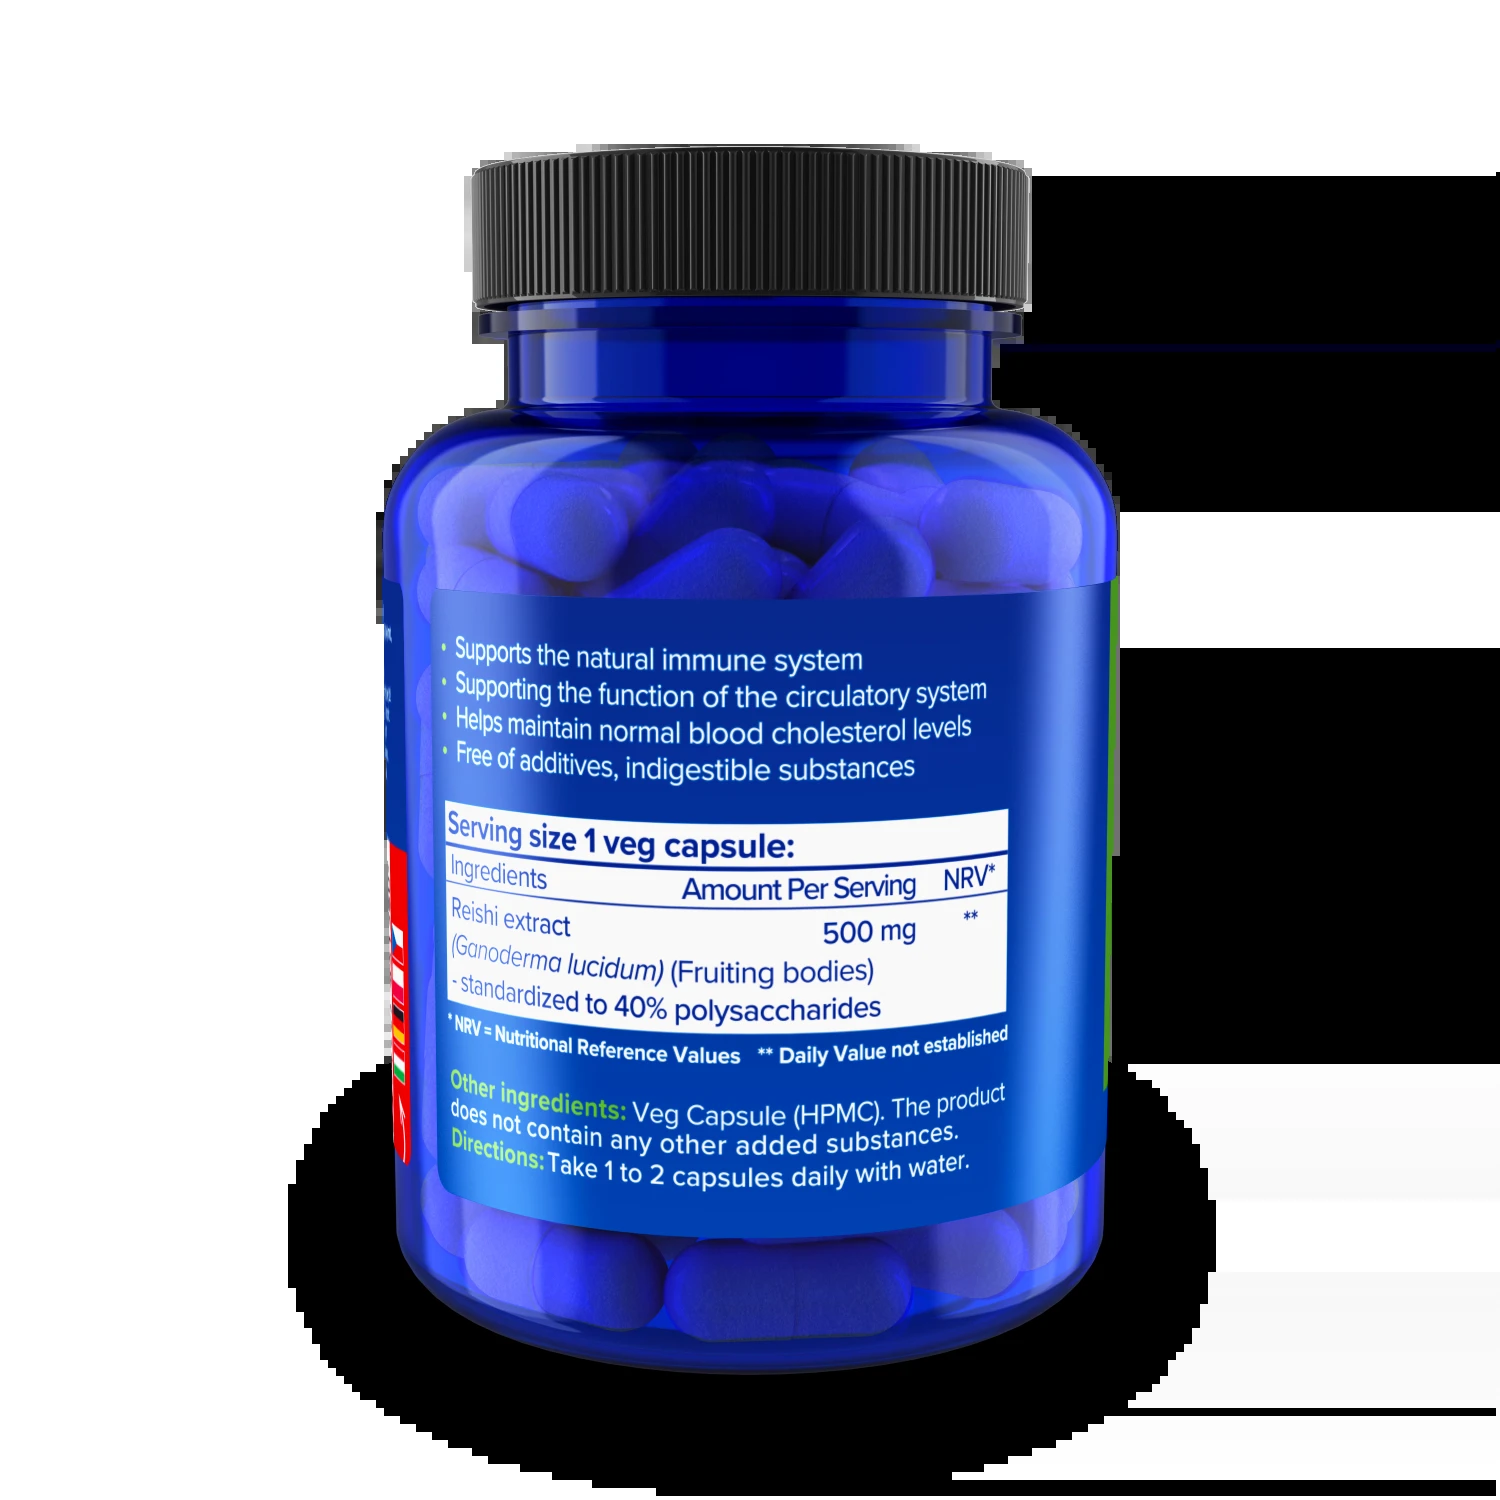 • Supports the natural immune system
• Supporting the function of the circulatory system
• Helps maintain normal blood cholesterol levels
• Free of additives, indigestible substances
Serving size 1 veg capsule:
Ingredients Amount Per Serving NRV*
Reishi extract 500 mg **
(Ganoderma lucidum) (Fruiting bodies)
- standardized to 40% polysaccharides
* NRV = Nutritional Reference Values ** Daily Value not established
Other ingredients: Veg Capsule (HPMC). The product
does not contain any other added substances.
Directions: Take 1 to 2 capsules daily with water.